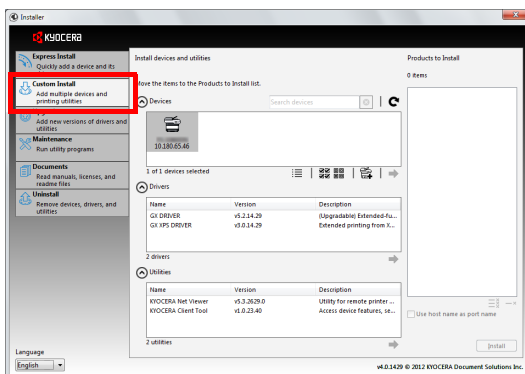 Installer
KYOCERA
Express Install
Quickly add a device and its
Custom Install
Add multiple devices and
printing utilities
Add new versions of drivers and
utilities
Maintenance
Run utility programs
Documents
Read manuals, licenses, and
readme files
Uninstall
Remove devices, drivers, and
utilities
Language
English
Install devices and utilities
Move the items to the Products to Install list.
Devices
Search devices
10.180.65.46
1 of 1 devices selected
Drivers
Name Version Description
GX DRIVER v5.2.14.29 (Upgradable) Extended-fu...
GX XPS DRIVER v3.0.14.29 Extended printing from X...
2 drivers
Utilities
Name Version Description
KYOCERA Net Viewer v5.3.2629.0 Utility for remote printer ...
KYOCERA Client Tool v1.0.23.40 Access device features, se...
2 utilities
Products to Install
0 items
Use host name as port name
Install
v4.0.1429 © 2012 KYOCERA Document Solutions Inc.